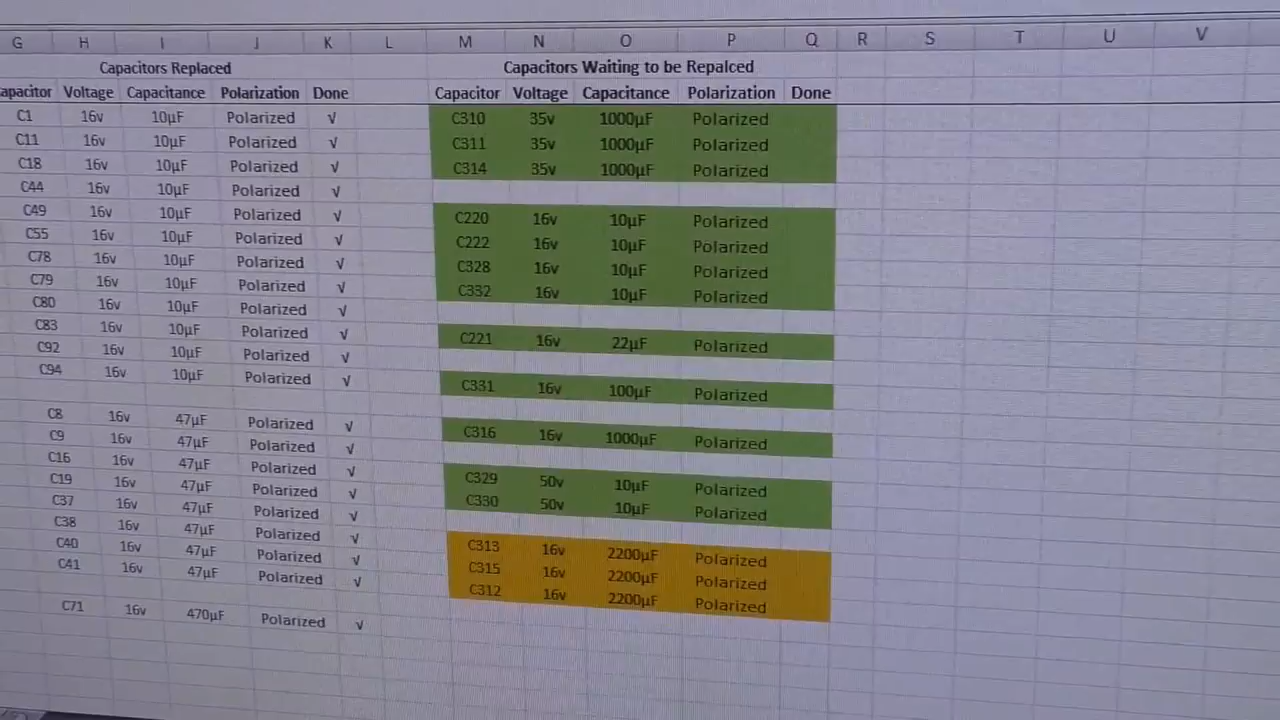 G H I J K L M N O P Q R S T U V
Capacitors Replaced
Capacitors Waiting to be Repalced
apacitor Voltage Capacitance Polarization Done
Capacitor Voltage Capacitance Polarization Done
C1 16v 10µF Polarized √
C11 16v 10µF Polarized √
C18 16v 10µF Polarized √
C44 16v 10µF Polarized √
C49 16v 10µF Polarized √
C55 16v 10µF Polarized √
C78 16v 10µF Polarized √
C79 16v 10µF Polarized √
C80 16v 10µF Polarized √
C83 16v 10µF Polarized √
C92 16v 10µF Polarized √
C94 16v 10µF Polarized √
C8 16v 47µF Polarized √
C9 16v 47µF Polarized √
C16 16v 47µF Polarized √
C19 16v 47µF Polarized √
C37 16v 47µF Polarized √
C38 16v 47µF Polarized √
C40 16v 47µF Polarized √
C41 16v 47µF Polarized √
C71 16v 470µF Polarized √
C310 35v 1000µF Polarized
C311 35v 1000µF Polarized
C314 35v 1000µF Polarized
C220 16v 10µF Polarized
C222 16v 10µF Polarized
C328 16v 10µF Polarized
C332 16v 10µF Polarized
C221 16v 22µF Polarized
C331 16v 100µF Polarized
C316 16v 1000µF Polarized
C329 50v 10µF Polarized
C330 50v 10µF Polarized
C313 16v 2200µF Polarized
C315 16v 2200µF Polarized
C312 16v 2200µF Polarized